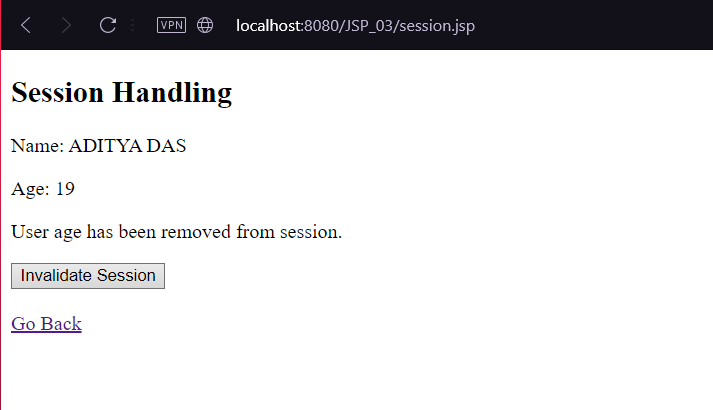 VPN localhost:8080/JSP_03/session.jsp
Session Handling
Name: ADITYA DAS
Age: 19
User age has been removed from session.
Invalidate Session
Go Back